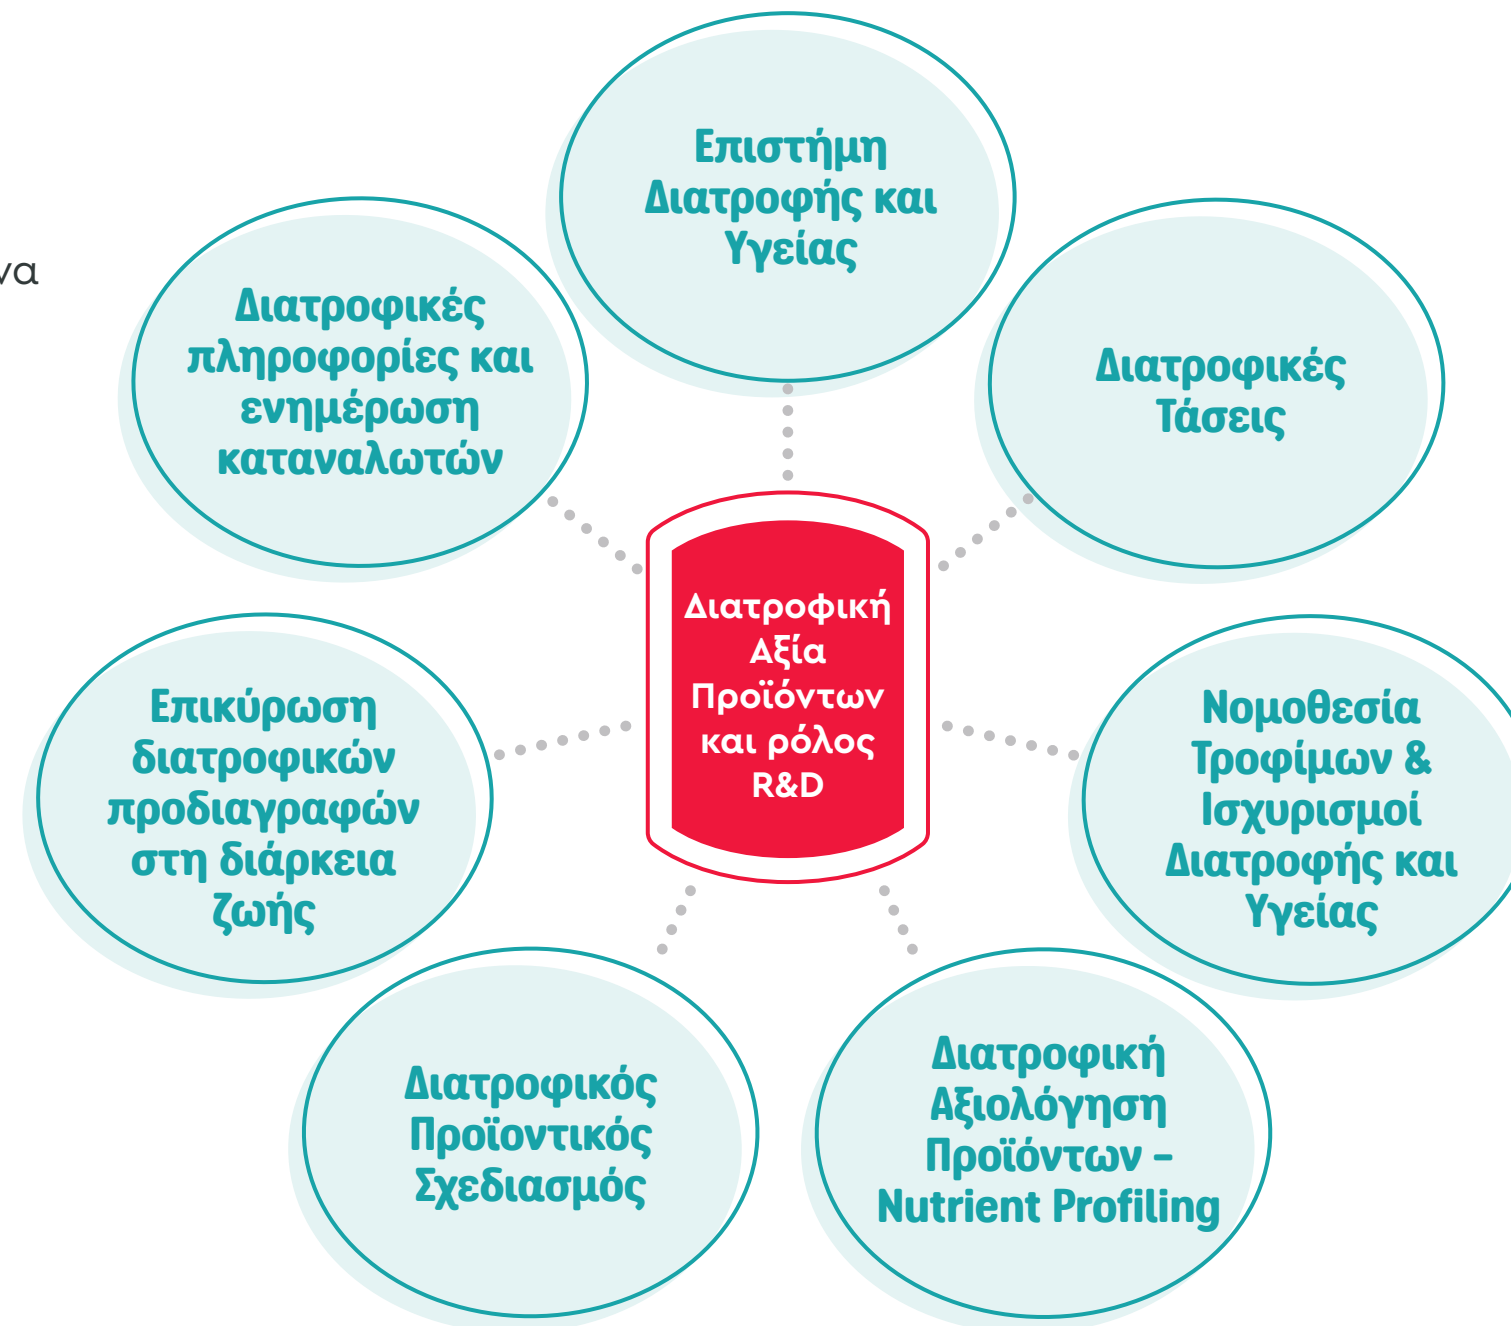 Επιστήμη
Διατροφής και
Υγείας
Διατροφικές
Τάσεις
Νομοθεσία
Τροφίμων &
Ισχυρισμοί
Διατροφής και
Υγείας
Διατροφική
Αξιολόγηση
Προϊόντων –
Nutrient Profiling
Διατροφικός
Προϊοντικός
Σχεδιασμός
Επικύρωση
διατροφικών
προδιαγραφών
στη διάρκεια
ζωής
Διατροφικές
πληροφορίες και
ενημέρωση
καταναλωτών
Διατροφική
Αξία
Προϊόντων
και ρόλος
R&D